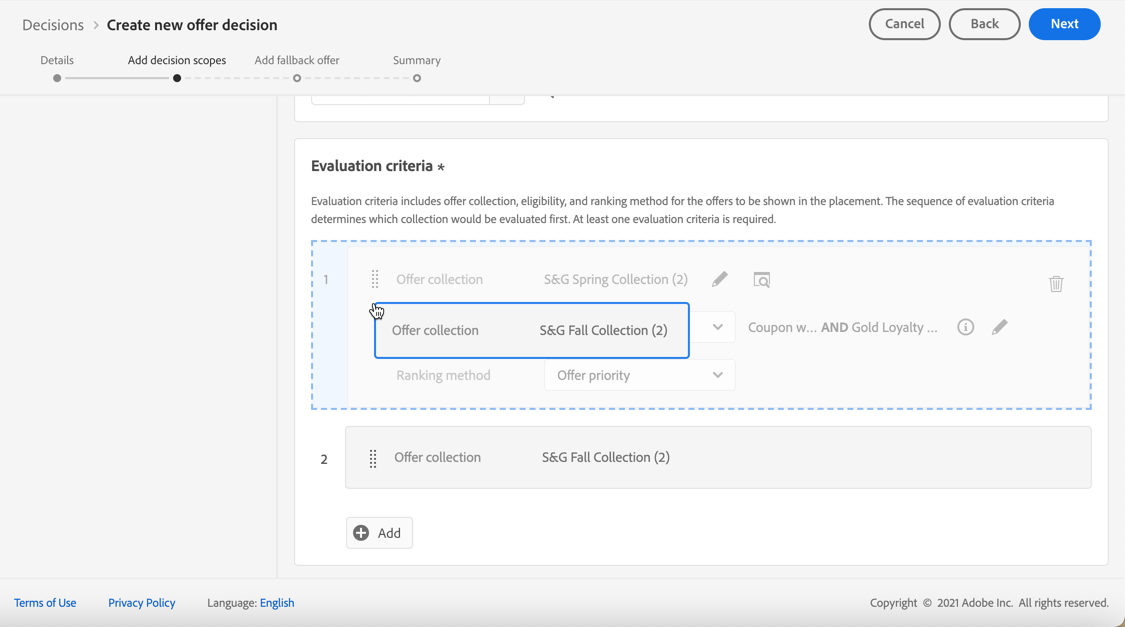 Decisions > Create new offer decision
Cancel
Back
Next
Details
Add decision scopes
Add fallback offer
Summary
Evaluation criteria *
Evaluation criteria includes offer collection, eligibility, and ranking method for the offers to be shown in the placement. The sequence of evaluation criteria
determines which collection would be evaluated first. At least one evaluation criteria is required.
1
Offer collection
S&G Spring Collection (2)
Offer collection
S&G Fall Collection (2)
Coupon w... AND Gold Loyalty ...
Ranking method
Offer priority
2
Offer collection
S&G Fall Collection (2)
Add
Terms of Use
Privacy Policy
Language: English
Copyright © 2021 Adobe Inc. All rights reserved.